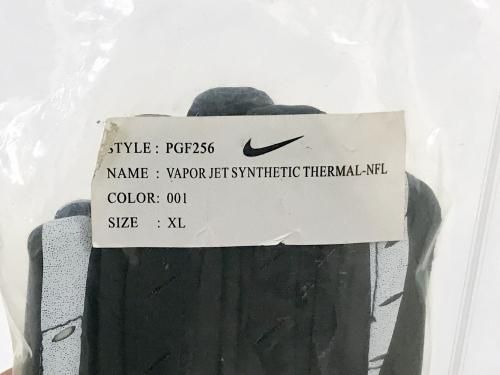 STYLE : PGF256
NAME : VAPOR JET SYNTHETIC THERMAL-NFL
COLOR: 001
SIZE : XL